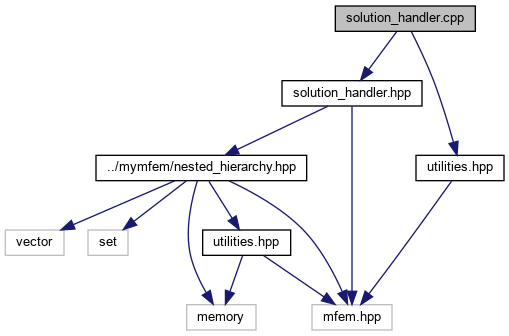 solution_handler.cpp
solution_handler.hpp
../mymfem/nested_hierarchy.hpp
utilities.hpp
vector
set
utilities.hpp
memory
mfem.hpp